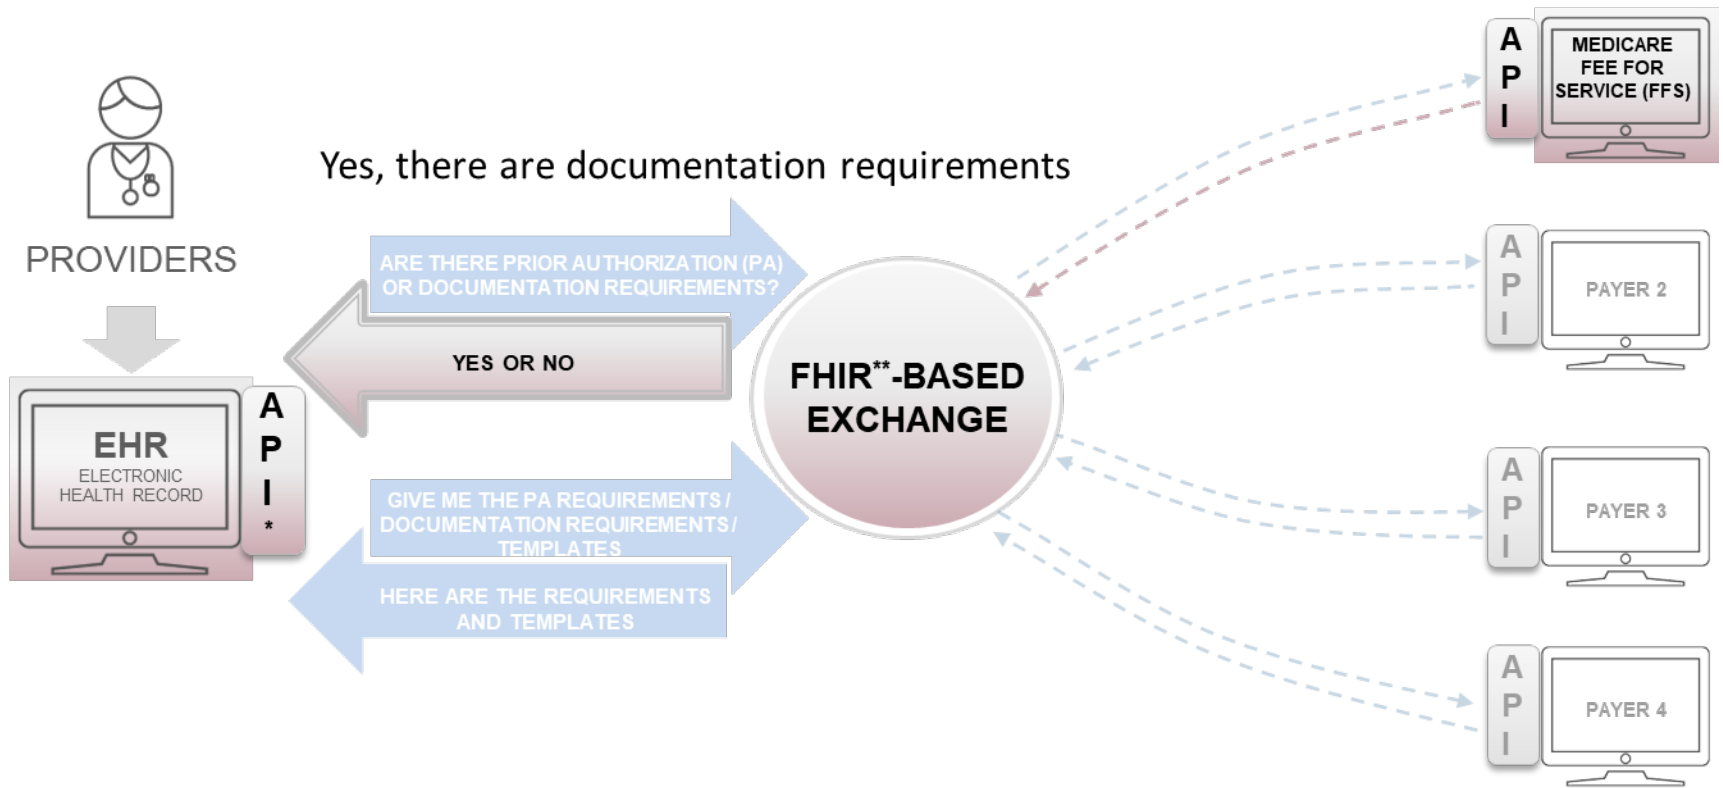 Yes, there are documentation requirements
PROVIDERS
EHR
ELECTRONIC
HEALTH RECORD
A
P
I
*
ARE THERE PRIOR AUTHORIZATION (PA)
OR DOCUMENTATION REQUIREMENTS?
YES OR NO
GIVE ME THE PA REQUIREMENTS /
DOCUMENTATION REQUIREMENTS /
TEMPLATES
HERE ARE THE REQUIREMENTS
AND TEMPLATES
FHIR**-BASED
EXCHANGE
A
P
I
MEDICARE
FEE FOR
SERVICE (FFS)
A
P
I
PAYER 2
A
P
I
PAYER 3
A
P
I
PAYER 4